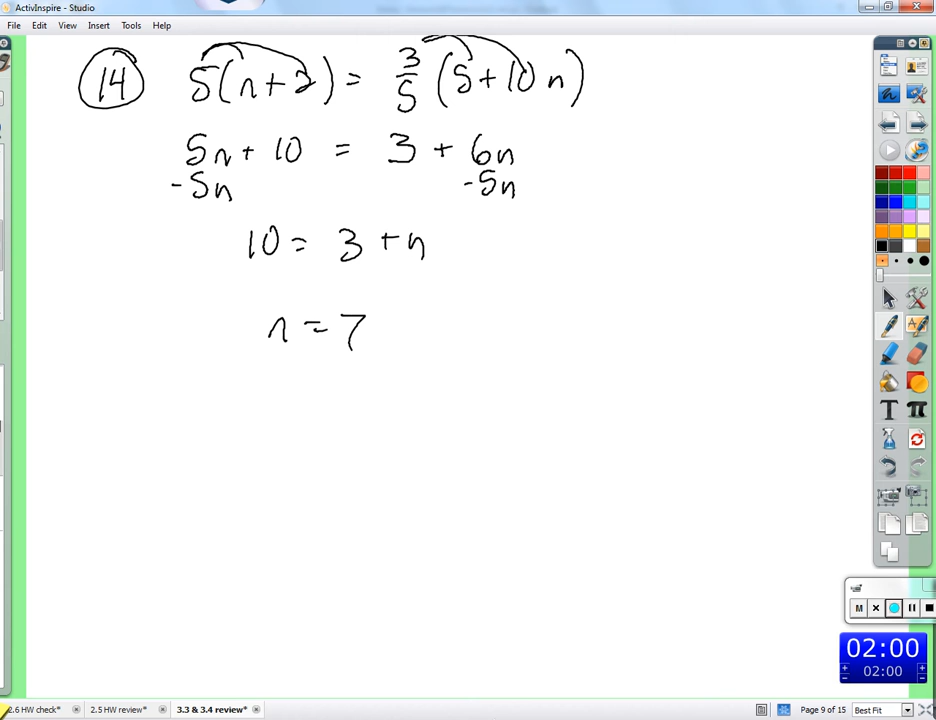 ActivInspire - Studio
File Edit View Insert Tools Help
14 5(n+2) = 3/5 (5+10n)
5n + 10 = 3 + 6n
-5n -5n
10 = 3 + n
n = 7
T π
M
02:00
02:00
2.6 HW check* 2.5 HW review* 3.3 & 3.4 review* Page 9 of 15 Best Fit